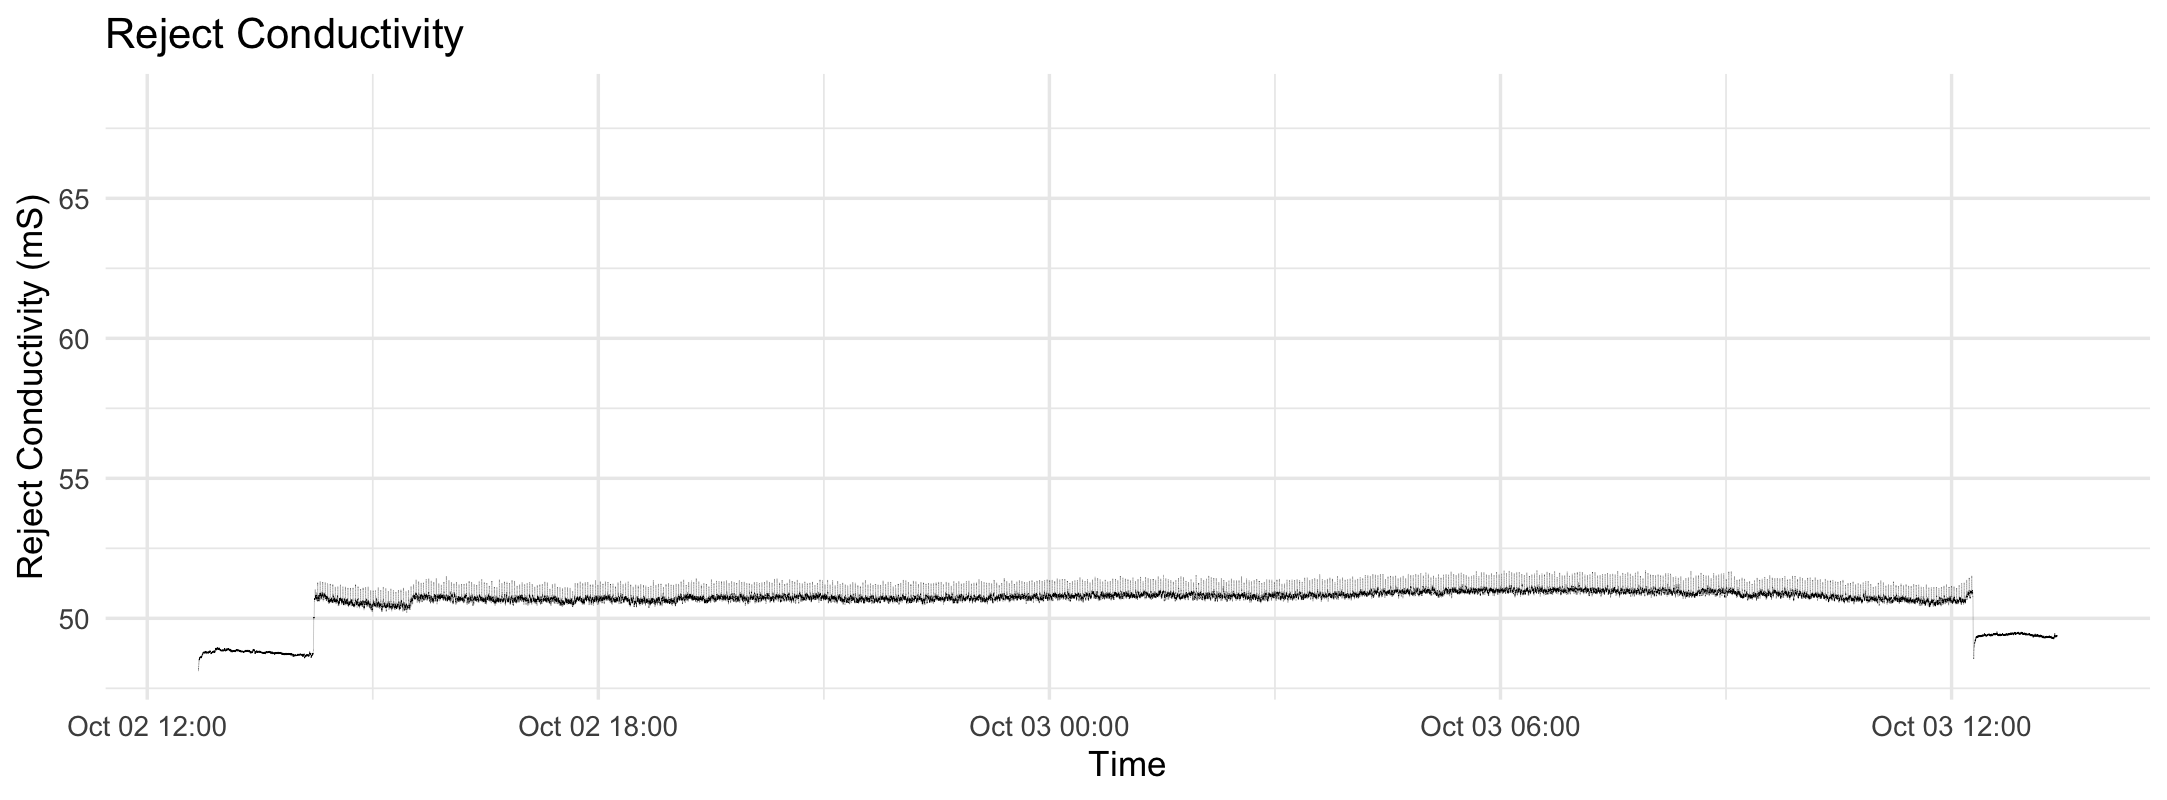 Reject Conductivity
Reject Conductivity (mS)
65
60
55
50
Oct 02 12:00
Oct 02 18:00
Oct 03 00:00
Oct 03 06:00
Oct 03 12:00
Time